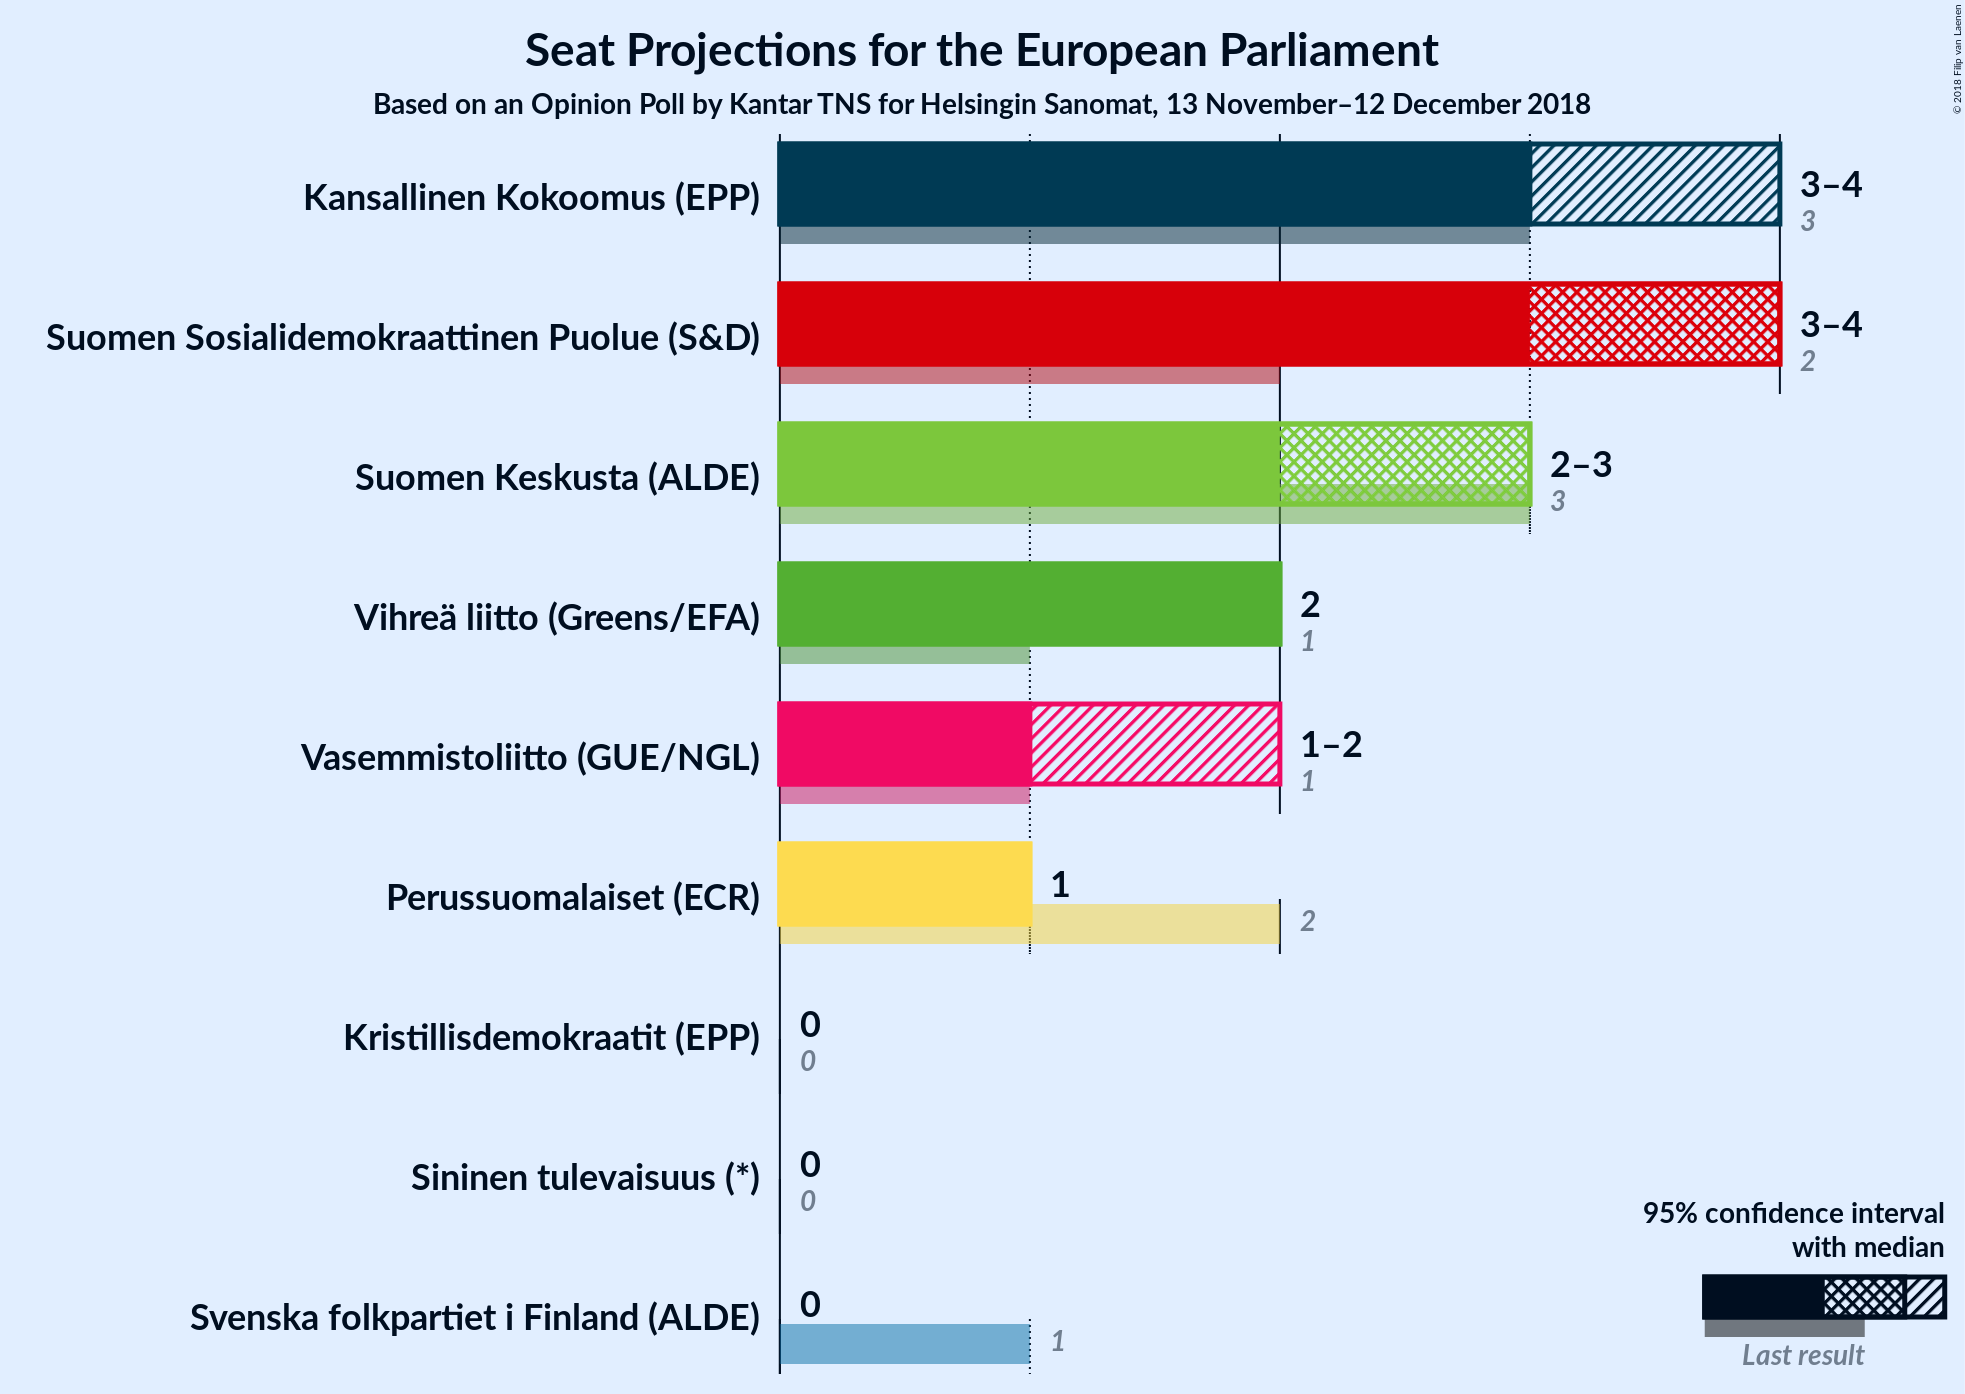 Seat Projections for the European Parliament
Based on an Opinion Poll by Kantar TNS for Helsingin Sanomat, 13 November–12 December 2018
© 2018 Filip van Laenen
Kansallinen Kokoomus (EPP)
3–4
3
Suomen Sosialidemokraattinen Puolue (S&D)
3–4
2
Suomen Keskusta (ALDE)
2–3
3
Vihreä liitto (Greens/EFA)
2
1
Vasemmistoliitto (GUE/NGL)
1–2
1
Perussuomalaiset (ECR)
1
2
Kristillisdemokraatit (EPP)
0
0
Sininen tulevaisuus (*)
0
0
Svenska folkpartiet i Finland (ALDE)
0
1
95% confidence interval
with median
Last result